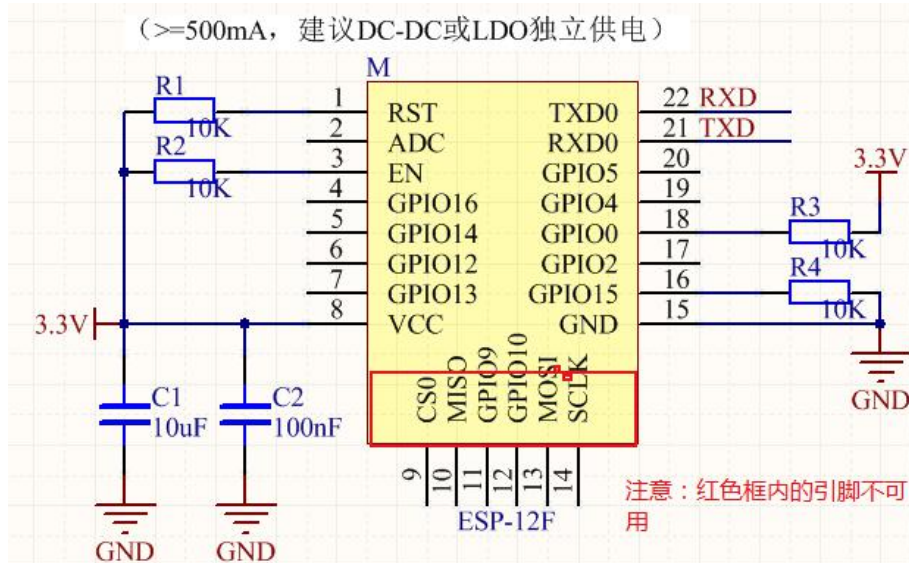 （>=500mA，建议DC-DC或LDO独立供电）
M
R1
10K
R2
10K
1
2
3
4
5
6
7
8
RST
ADC
EN
GPIO16
GPIO14
GPIO12
GPIO13
VCC
TXD0
RXD0
GPIO5
GPIO4
GPIO0
GPIO2
GPIO15
GND
22 RXD
21 TXD
20
19
18
17
16
15
3.3V
R3
10K
R4
10K
GND
3.3V
C1
10uF
C2
100nF
GND
GND
CS0
MISO
GPIO9
GPIO10
MOSI
SCLK
9
10
11
12
13
14
ESP-12F
注意：红色框内的引脚不可
用